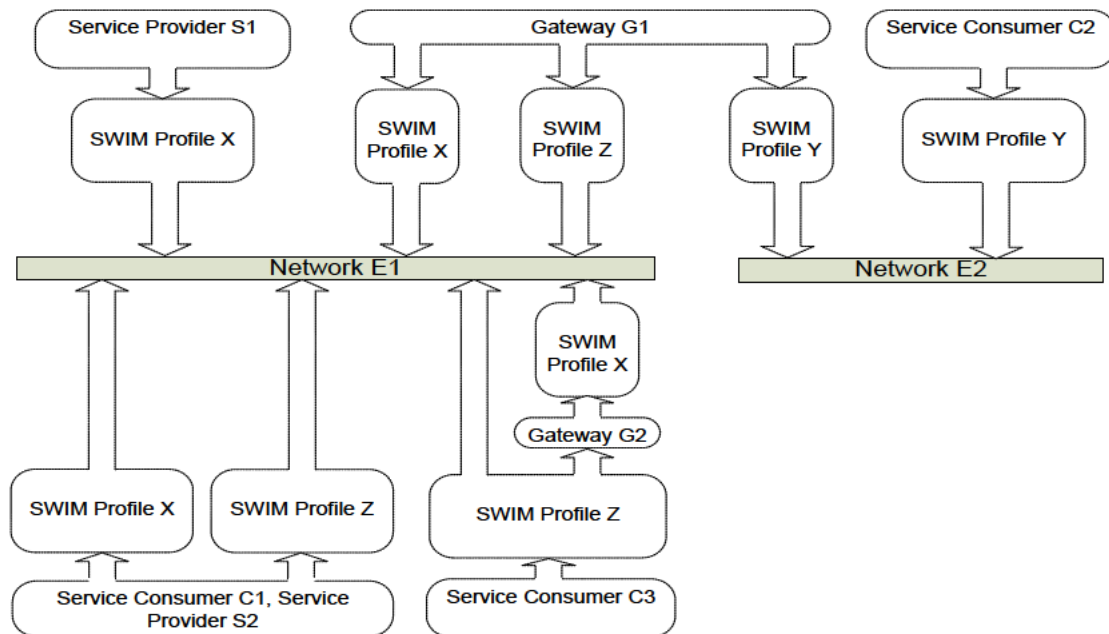 Service Provider S1
Gateway G1
Service Consumer C2
SWIM Profile X
SWIM
Profile X
SWIM
Profile Z
SWIM
Profile Y
SWIM Profile Y
Network E1
Network E2
SWIM
Profile X
Gateway G2
SWIM Profile X
SWIM Profile Z
SWIM Profile Z
Service Consumer C1, Service
Provider S2
Service Consumer C3